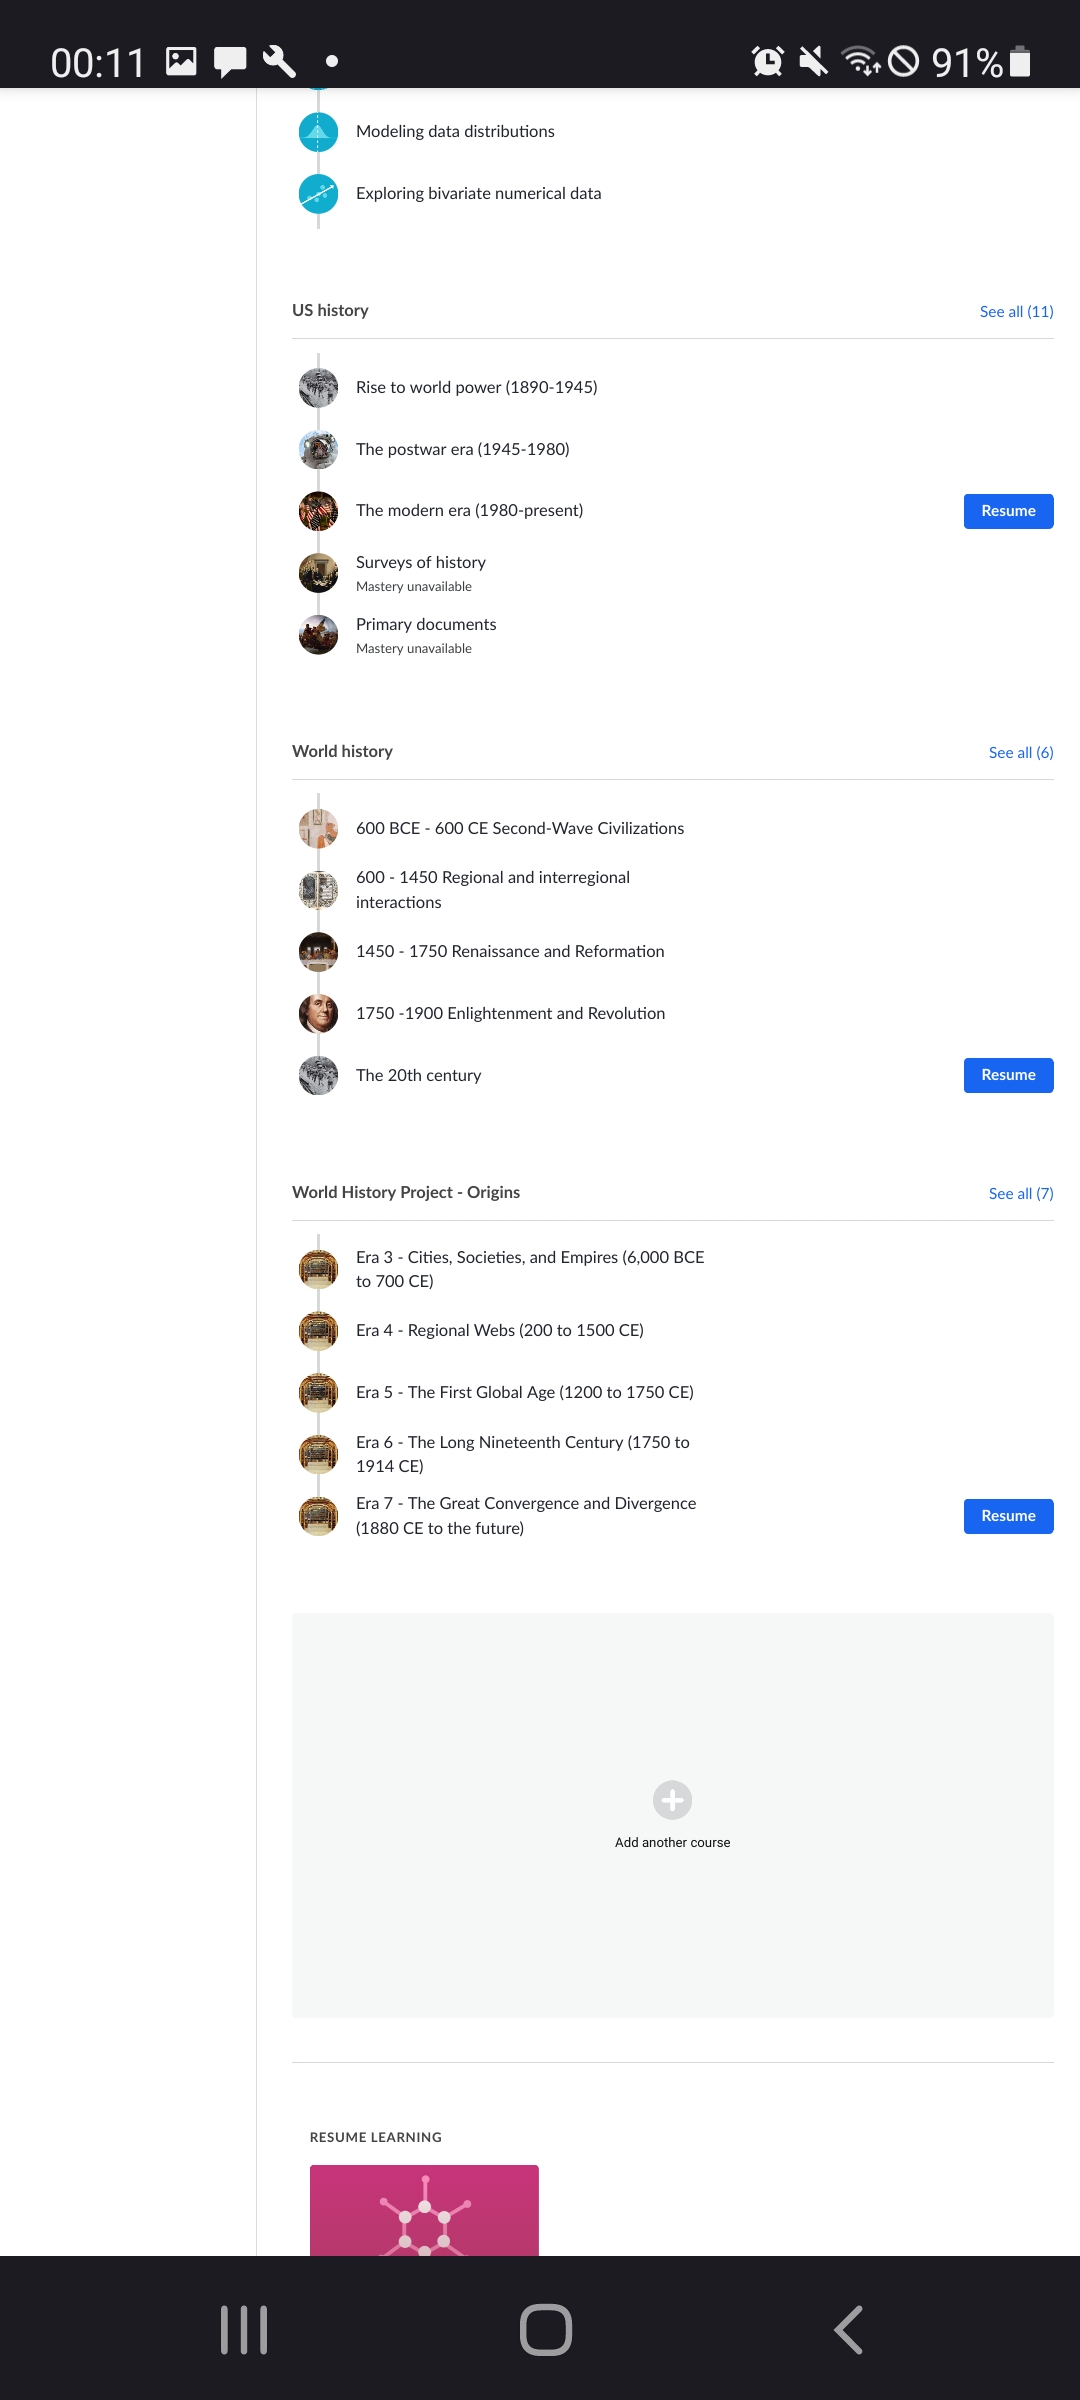 00:11
91%
Modeling data distributions
Exploring bivariate numerical data
US history
See all (11)
Rise to world power (1890-1945)
The postwar era (1945-1980)
The modern era (1980-present)
Resume
Surveys of history
Mastery unavailable
Primary documents
Mastery unavailable
World history
See all (6)
600 BCE - 600 CE Second-Wave Civilizations
600 - 1450 Regional and interregional
interactions
1450 - 1750 Renaissance and Reformation
1750 -1900 Enlightenment and Revolution
The 20th century
Resume
World History Project - Origins
See all (7)
Era 3 - Cities, Societies, and Empires (6,000 BCE
to 700 CE)
Era 4 - Regional Webs (200 to 1500 CE)
Era 5 - The First Global Age (1200 to 1750 CE)
Era 6 - The Long Nineteenth Century (1750 to
1914 CE)
Era 7 - The Great Convergence and Divergence
(1880 CE to the future)
Resume
Add another course
RESUME LEARNING